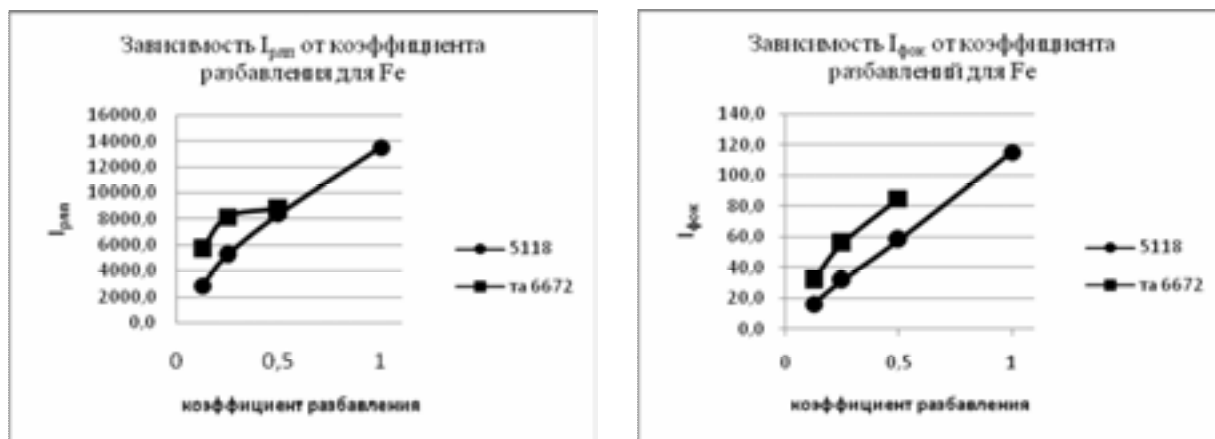 Зависимость Iрлп от коэффициента
разбавления для Fe
16000,0
14000,0
12000,0
10000,0
8000,0
6000,0
4000,0
2000,0
0,0
Iрлп
0 0,5 1
коэффициент разбавления
5118
та 6672
Зависимость Iфок от коэффициента
разбавлений для Fe
140,0
120,0
100,0
80,0
60,0
40,0
20,0
0,0
Iфок
0 0,5 1
коэффициент разбавления
5118
та 6672